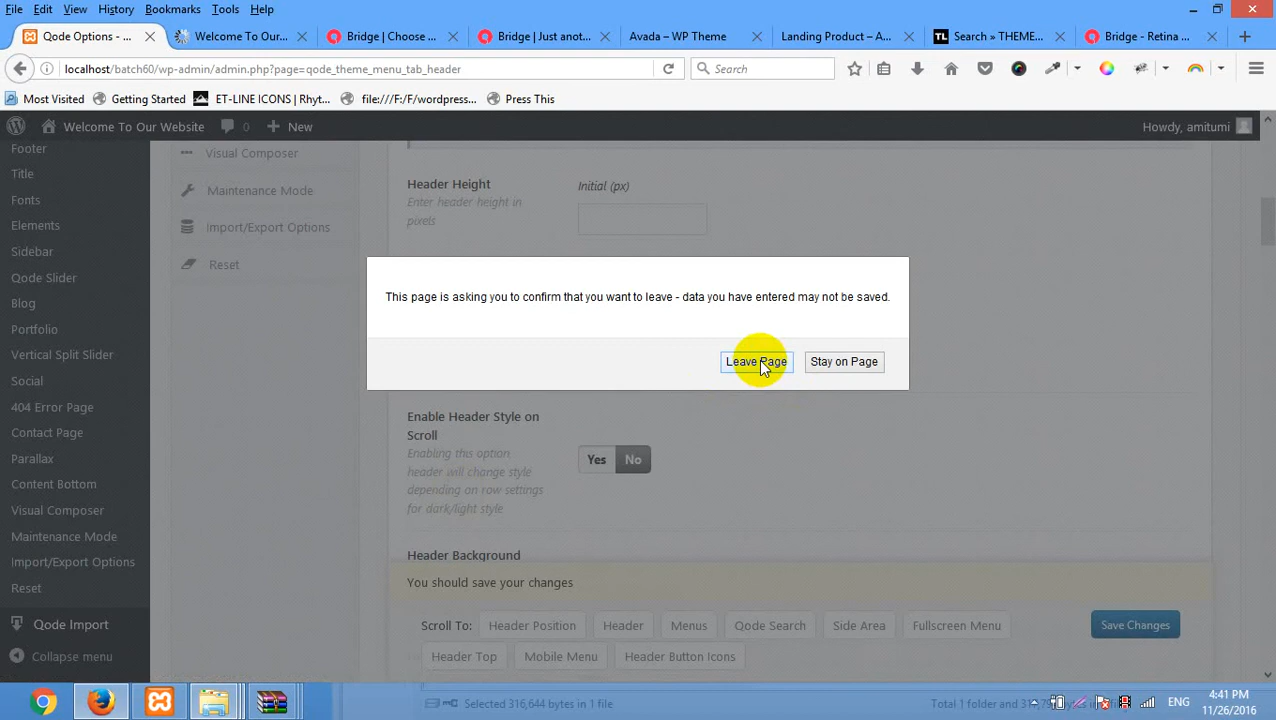 File Edit View History Bookmarks Tools Help
Qode Options - ... Welcome To Our... Bridge | Choose ... Bridge | Just anot... Avada – WP Theme Landing Product – A... Search » THEME... Bridge - Retina ...
localhost/batch60/wp-admin/admin.php?page=qode_theme_menu_tab_header Search
Most Visited Getting Started ET-LINE ICONS | Rhyt... file:///F:/F/wordpress... Press This
Welcome To Our Website 0 New Howdy, amitumi
Footer
Title
Fonts
Elements
Sidebar
Qode Slider
Blog
Portfolio
Vertical Split Slider
Social
404 Error Page
Contact Page
Parallax
Content Bottom
Visual Composer
Maintenance Mode
Import/Export Options
Reset
Qode Import
Collapse menu
Visual Composer
Maintenance Mode
Import/Export Options
Reset
Header Height
Enter header height in
pixels
Initial (px)
This page is asking you to confirm that you want to leave - data you have entered may not be saved.
Leave Page Stay on Page
Enable Header Style on
Scroll
Enabling this option
header will change style
depending on row settings
for dark/light style
Yes No
Header Background
You should save your changes
Scroll To: Header Position Header Menus Qode Search Side Area Fullscreen Menu Save Changes
Header Top Mobile Menu Header Button Icons
Selected 316,644 bytes in 1 file
ENG
4:41 PM
11/26/2016